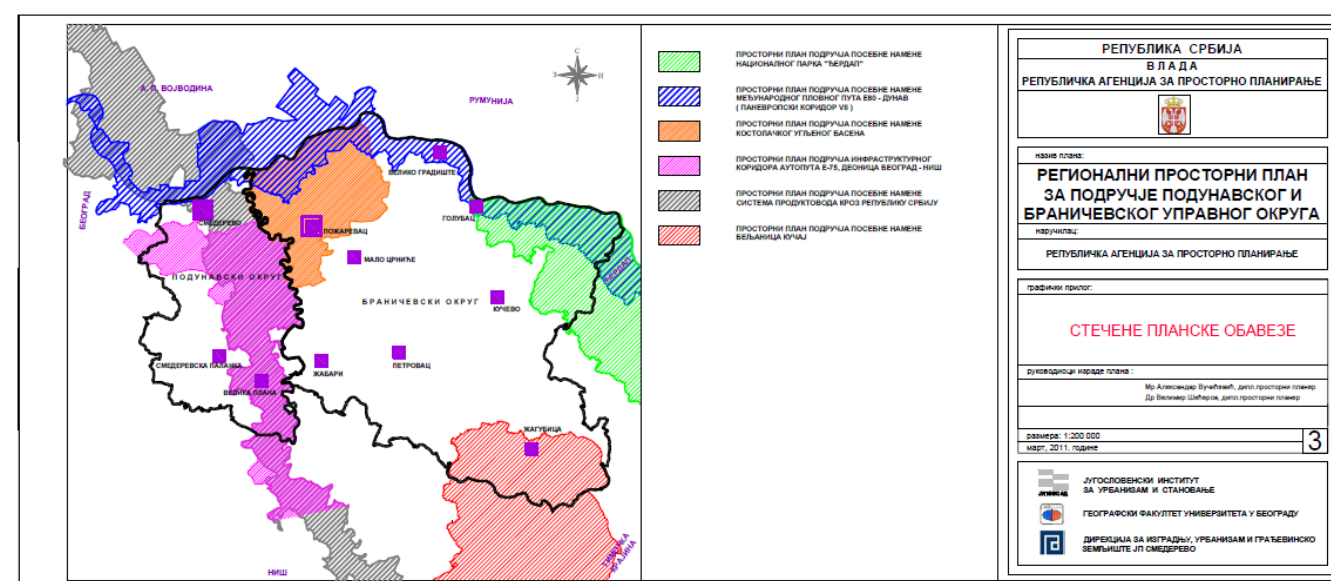 С
З
И
Ј
А. П. ВОЈВОДИНА
РУМУНИЈА
БЕОГРАД
ВЕЛИКО ГРАДИШТЕ
СМЕДЕРЕВО
ПОЖАРЕВАЦ
ГОЛУБАЦ
МАЛО ЦРНИЋЕ
ЂЕРДАП
ПОДУНАВСКИ ОКРУГ
БРАНИЧЕВСКИ ОКРУГ
КУЧЕВО
СМЕДЕРЕВСКА ПАЛАНКА
ЖАБАРИ
ПЕТРОВАЦ
ВЕЛИКА ПЛАНА
ЖАГУБИЦА
ТИМОЧКА
КРАЈИНА
НИШ
ПРОСТОРНИ ПЛАН ПОДРУЧЈА ПОСЕБНЕ НАМЕНЕ
НАЦИОНАЛНОГ ПАРКА "ЂЕРДАП"
ПРОСТОРНИ ПЛАН ПОДРУЧЈА ПОСЕБНЕ НАМЕНЕ
МЕЂУНАРОДНОГ ПЛОВНОГ ПУТА Е80 - ДУНАВ
( ПАНЕВРОПСКИ КОРИДОР VII )
ПРОСТОРНИ ПЛАН ПОДРУЧЈА ПОСЕБНЕ НАМЕНЕ
КОСТОЛАЧКОГ УГЉЕНОГ БАСЕНА
ПРОСТОРНИ ПЛАН ПОДРУЧЈА ИНФРАСТРУКТУРНОГ
КОРИДОРА АУТОПУТА Е-75, ДЕОНИЦА БЕОГРАД - НИШ
ПРОСТОРНИ ПЛАН ПОДРУЧЈА ПОСЕБНЕ НАМЕНЕ
СИСТЕМА ПРОДУКТОВОДА КРОЗ РЕПУБЛИКУ СРБИЈУ
ПРОСТОРНИ ПЛАН ПОДРУЧЈА ПОСЕБНЕ НАМЕНЕ
БЕЉАНИЦА КУЧАЈ
РЕПУБЛИКА СРБИЈА
ВЛАДА
РЕПУБЛИЧКА АГЕНЦИЈА ЗА ПРОСТОРНО ПЛАНИРАЊЕ
назив плана:
РЕГИОНАЛНИ ПРОСТОРНИ ПЛАН
ЗА ПОДРУЧЈЕ ПОДУНАВСКОГ И
БРАНИЧЕВСКОГ УПРАВНОГ ОКРУГА
наручилац:
РЕПУБЛИЧКА АГЕНЦИЈА ЗА ПРОСТОРНО ПЛАНИРАЊЕ
графички прилог:
СТЕЧЕНЕ ПЛАНСКЕ ОБАВЕЗЕ
руководиоци израде плана :
Мр Александар Вучићевић, дипл.просторни планер
Др Велимир Шећеров, дипл.просторни планер
размера: 1:200 000
март, 2011. године
3
ЈУГОСЛОВЕНСКИ ИНСТИТУТ
ЗА УРБАНИЗАМ И СТАНОВАЊЕ
ГЕОГРАФСКИ ФАКУЛТЕТ УНИВЕРЗИТЕТА У БЕОГРАДУ
ДИРЕКЦИЈА ЗА ИЗГРАДЊУ, УРБАНИЗАМ И ГРАЂЕВИНСКО
ЗЕМЉИШТЕ ЈП СМЕДЕРЕВО